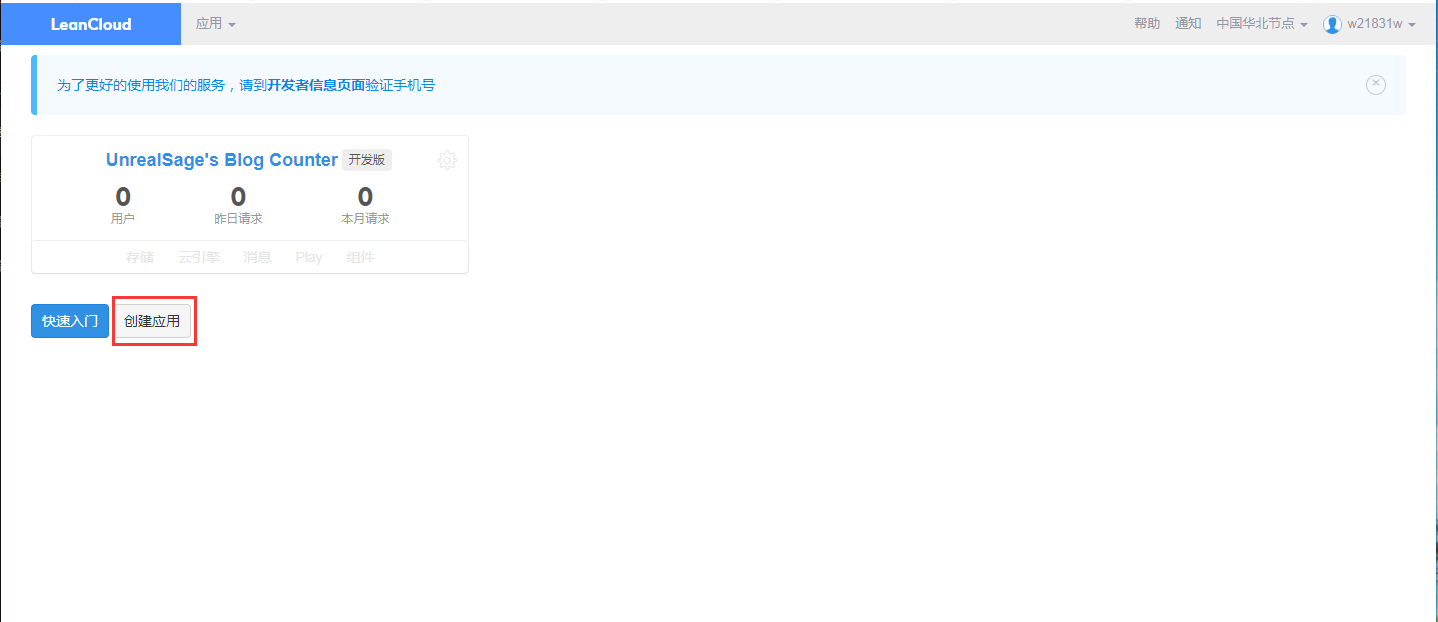 LeanCloud 应用 帮助 通知 中国华北节点 w21831w
为了更好的使用我们的服务，请到开发者信息页面验证手机号
UnrealSage's Blog Counter 开发版
0 0 0
用户 昨日请求 本月请求
存储 云引擎 消息 Play 组件
快速入门 创建应用